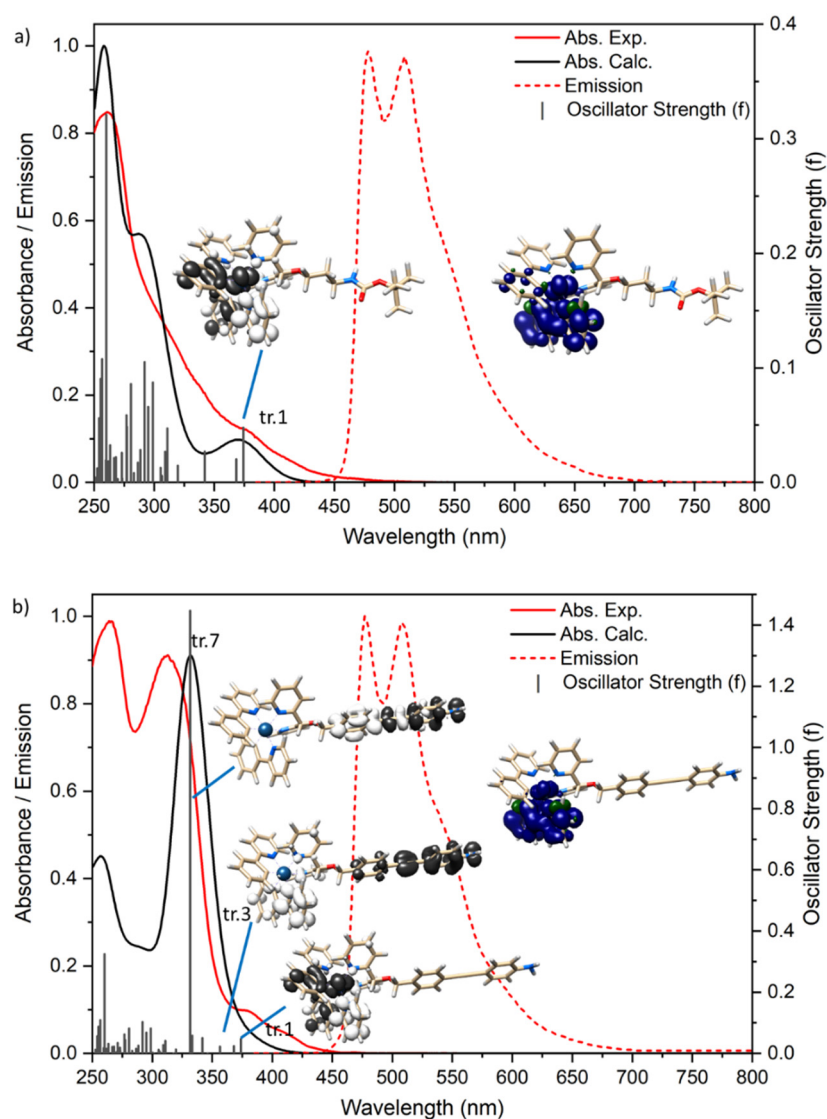 a)
Abs. Exp.
Abs. Calc.
Emission
Oscillator Strength (f)
1.0
0.8
0.6
0.4
0.2
0.0
Absorbance / Emission
0.4
0.3
0.2
0.1
0.0
Oscillator Strength (f)
tr.1
250 300 350 400 450 500 550 600 650 700 750 800
Wavelength (nm)
b)
Abs. Exp.
Abs. Calc.
Emission
Oscillator Strength (f)
1.0
0.8
0.6
0.4
0.2
0.0
Absorbance / Emission
1.4
1.2
1.0
0.8
0.6
0.4
0.2
0.0
Oscillator Strength (f)
tr.7
tr.3
tr.1
250 300 350 400 450 500 550 600 650 700 750 800
Wavelength (nm)